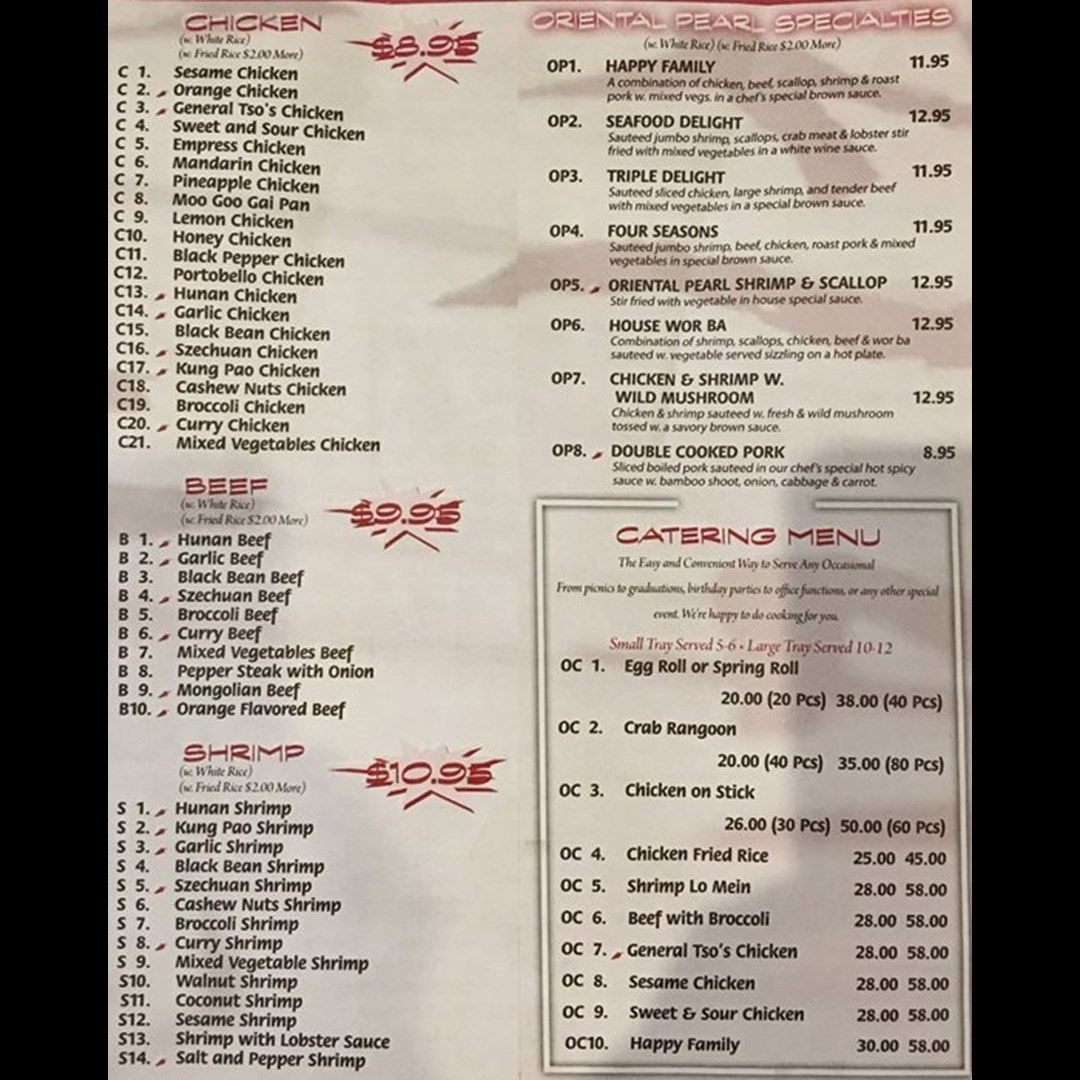 CHICKEN
(w. White Rice)
(w. Fried Rice $2.00 More)
$8.95
C 1. Sesame Chicken
C 2. Orange Chicken
C 3. General Tso's Chicken
C 4. Sweet and Sour Chicken
C 5. Empress Chicken
C 6. Mandarin Chicken
C 7. Pineapple Chicken
C 8. Moo Goo Gai Pan
C 9. Lemon Chicken
C10. Honey Chicken
C11. Black Pepper Chicken
C12. Portobello Chicken
C13. Hunan Chicken
C14. Garlic Chicken
C15. Black Bean Chicken
C16. Szechuan Chicken
C17. Kung Pao Chicken
C18. Cashew Nuts Chicken
C19. Broccoli Chicken
C20. Curry Chicken
C21. Mixed Vegetables Chicken
BEEF
(w. White Rice)
(w. Fried Rice $2.00 More)
$9.95
B 1. Hunan Beef
B 2. Garlic Beef
B 3. Black Bean Beef
B 4. Szechuan Beef
B 5. Broccoli Beef
B 6. Curry Beef
B 7. Mixed Vegetables Beef
B 8. Pepper Steak with Onion
B 9. Mongolian Beef
B10. Orange Flavored Beef
SHRIMP
(w. White Rice)
(w. Fried Rice $2.00 More)
$10.95
S 1. Hunan Shrimp
S 2. Kung Pao Shrimp
S 3. Garlic Shrimp
S 4. Black Bean Shrimp
S 5. Szechuan Shrimp
S 6. Cashew Nuts Shrimp
S 7. Broccoli Shrimp
S 8. Curry Shrimp
S 9. Mixed Vegetable Shrimp
S10. Walnut Shrimp
S11. Coconut Shrimp
S12. Sesame Shrimp
S13. Shrimp with Lobster Sauce
S14. Salt and Pepper Shrimp
ORIENTAL PEARL SPECIALTIES
(w. White Rice) (w. Fried Rice $2.00 More)
OP1. HAPPY FAMILY 11.95
A combination of chicken, beef, scallop, shrimp & roast
pork w. mixed vegs. in a chef's special brown sauce.
OP2. SEAFOOD DELIGHT 12.95
Sauteed jumbo shrimp, scallops, crab meat & lobster stir
fried with mixed vegetables in a white wine sauce.
OP3. TRIPLE DELIGHT 11.95
Sauteed sliced chicken, large shrimp, and tender beef
with mixed vegetables in a special brown sauce.
OP4. FOUR SEASONS 11.95
Sauteed jumbo shrimp, beef, chicken, roast pork & mixed
vegetables in special brown sauce.
OP5. ORIENTAL PEARL SHRIMP & SCALLOP 12.95
Stir fried with vegetable in house special sauce.
OP6. HOUSE WOR BA 12.95
Combination of shrimp, scallops, chicken, beef & wor ba
sauteed w. vegetable served sizzling on a hot plate.
OP7. CHICKEN & SHRIMP W.
WILD MUSHROOM 12.95
Chicken & shrimp sauteed w. fresh & wild mushroom
tossed w. a savory brown sauce.
OP8. DOUBLE COOKED PORK 8.95
Sliced boiled pork sauteed in our chef's special hot spicy
sauce w. bamboo shoot, onion, cabbage & carrot.
CATERING MENU
The Easy and Convenient Way to Serve Any Occasional
From picnics to graduations, birthday parties to office functions, or any other special
event. We're happy to do cooking for you.
Small Tray Served 5-6 - Large Tray Served 10-12
OC 1. Egg Roll or Spring Roll
20.00 (20 Pcs) 38.00 (40 Pcs)
OC 2. Crab Rangoon
20.00 (40 Pcs) 35.00 (80 Pcs)
OC 3. Chicken on Stick
26.00 (30 Pcs) 50.00 (60 Pcs)
OC 4. Chicken Fried Rice 25.00 45.00
OC 5. Shrimp Lo Mein 28.00 58.00
OC 6. Beef with Broccoli 28.00 58.00
OC 7. General Tso's Chicken 28.00 58.00
OC 8. Sesame Chicken 28.00 58.00
OC 9. Sweet & Sour Chicken 28.00 58.00
OC10. Happy Family 30.00 58.00